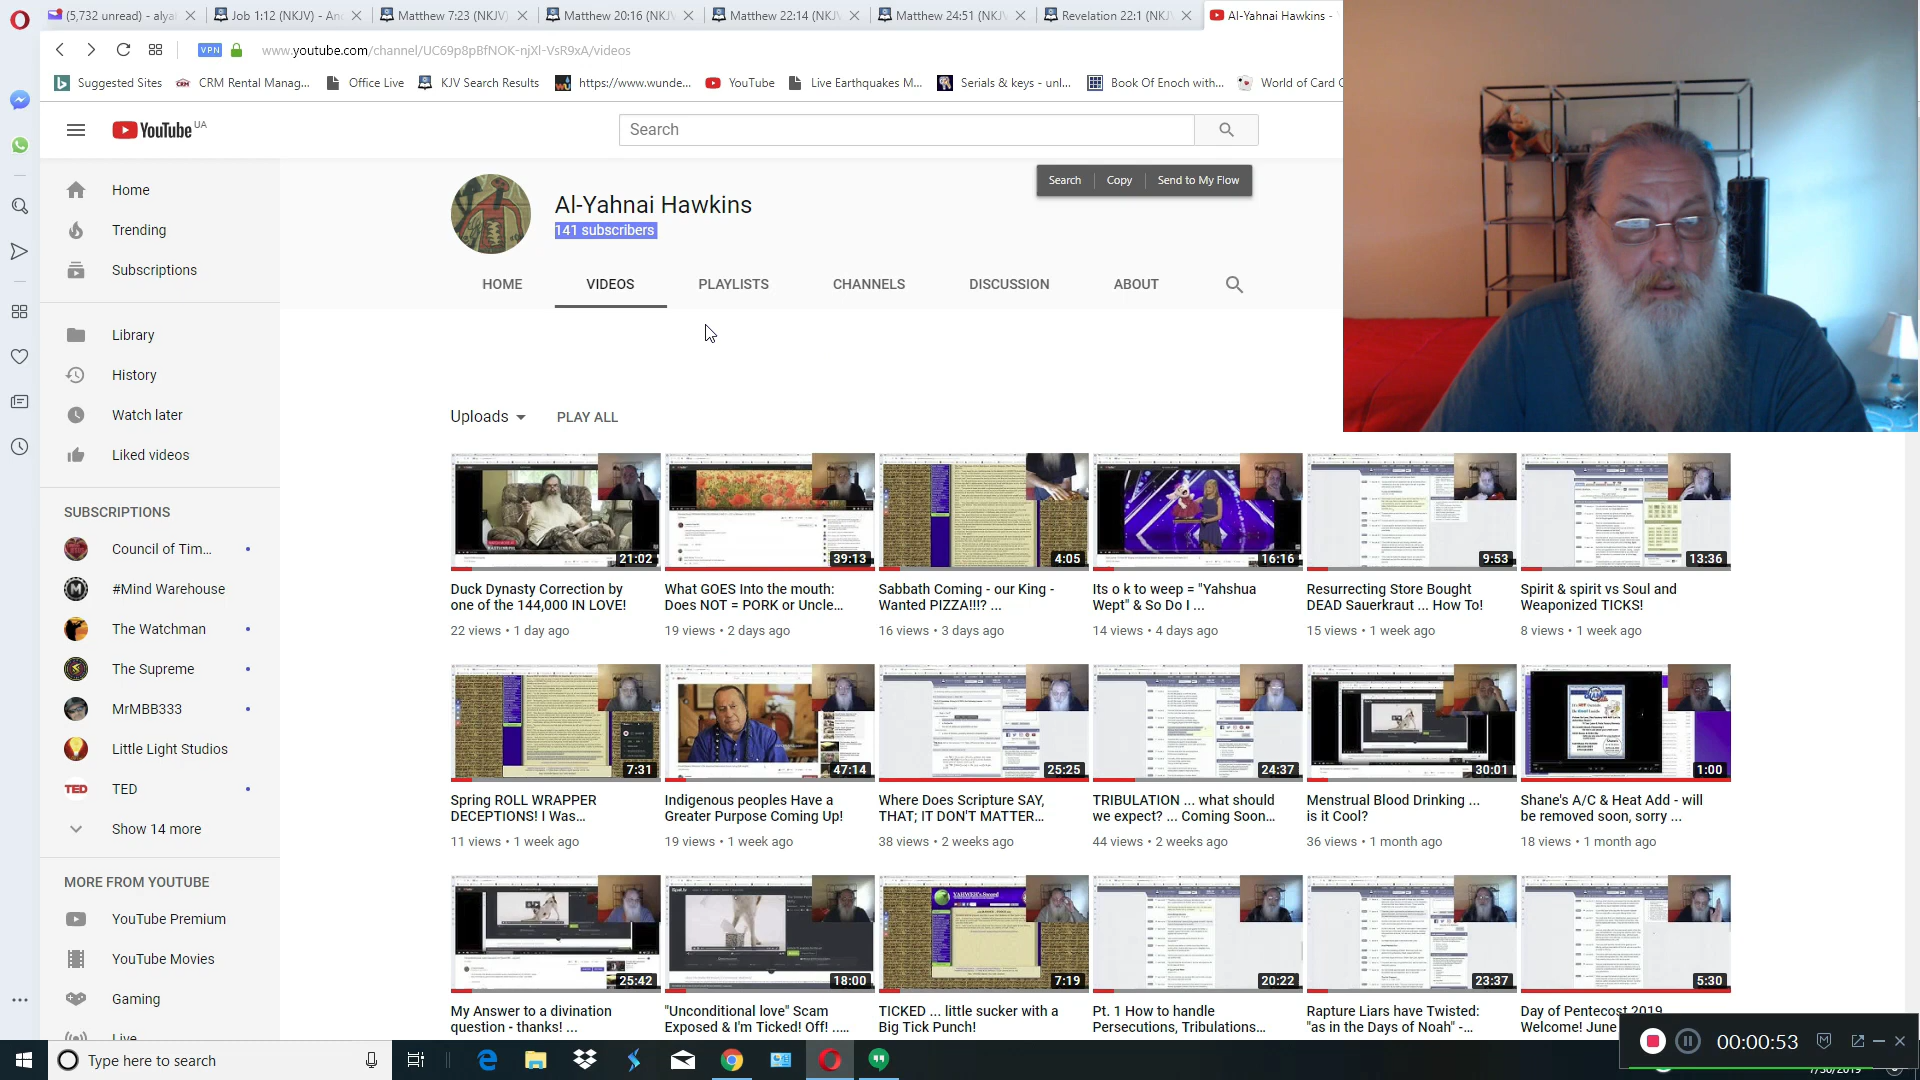 (5,732 unread) - alya
Job 1:12 (NKJV) - An
Matthew 7:23 (NKJV)
Matthew 20:16 (NKJV
Matthew 22:14 (NKJV
Matthew 24:51 (NKJ
Revelation 22:1 (NKJ
Al-Yahnai Hawkins -
VPN
www.youtube.com/channel/UC69p8pBfNOK-njXl-VsR9xA/videos
Suggested Sites
CRM Rental Manag...
Office Live
KJV Search Results
https://www.wunde...
YouTube
Live Earthquakes M...
Serials & keys - unl...
Book Of Enoch with...
World of Card G
YouTube UA
Search
Home
Trending
Subscriptions
Library
History
Watch later
Liked videos
SUBSCRIPTIONS
Council of Tim...
#Mind Warehouse
The Watchman
The Supreme
MrMBB333
Little Light Studios
TED
TED
Show 14 more
MORE FROM YOUTUBE
YouTube Premium
YouTube Movies
Gaming
Live
Search
Copy
Send to My Flow
Al-Yahnai Hawkins
141 subscribers
HOME
VIDEOS
PLAYLISTS
CHANNELS
DISCUSSION
ABOUT
Uploads
PLAY ALL
21:02
39:13
4:05
16:16
9:53
13:36
Duck Dynasty Correction by
one of the 144,000 IN LOVE!
22 views • 1 day ago
What GOES Into the mouth:
Does NOT = PORK or Uncle...
19 views • 2 days ago
Sabbath Coming - our King -
Wanted PIZZA!!!? ...
16 views • 3 days ago
Its o k to weep = "Yahshua
Wept" & So Do I ...
14 views • 4 days ago
Resurrecting Store Bought
DEAD Sauerkraut ... How To!
15 views • 1 week ago
Spirit & spirit vs Soul and
Weaponized TICKS!
8 views • 1 week ago
7:31
47:14
25:25
24:37
30:01
1:00
Spring ROLL WRAPPER
DECEPTIONS! I Was...
11 views • 1 week ago
Indigenous peoples Have a
Greater Purpose Coming Up!
19 views • 1 week ago
Where Does Scripture SAY,
THAT; IT DON'T MATTER...
38 views • 2 weeks ago
TRIBULATION ... what should
we expect? ... Coming Soon...
44 views • 2 weeks ago
Menstrual Blood Drinking ...
is it Cool?
36 views • 1 month ago
Shane's A/C & Heat Add - will
be removed soon, sorry ...
18 views • 1 month ago
25:42
18:00
7:19
20:22
23:37
5:30
My Answer to a divination
question - thanks! ...
"Unconditional love" Scam
Exposed & I'm Ticked! Off! .....
TICKED ... little sucker with a
Big Tick Punch!
Pt. 1 How to handle
Persecutions, Tribulations...
Rapture Liars have Twisted:
"as in the Days of Noah" -...
Day of Pentecost 2019
Welcome! June
00:00:53
Type here to search
7/30/2019